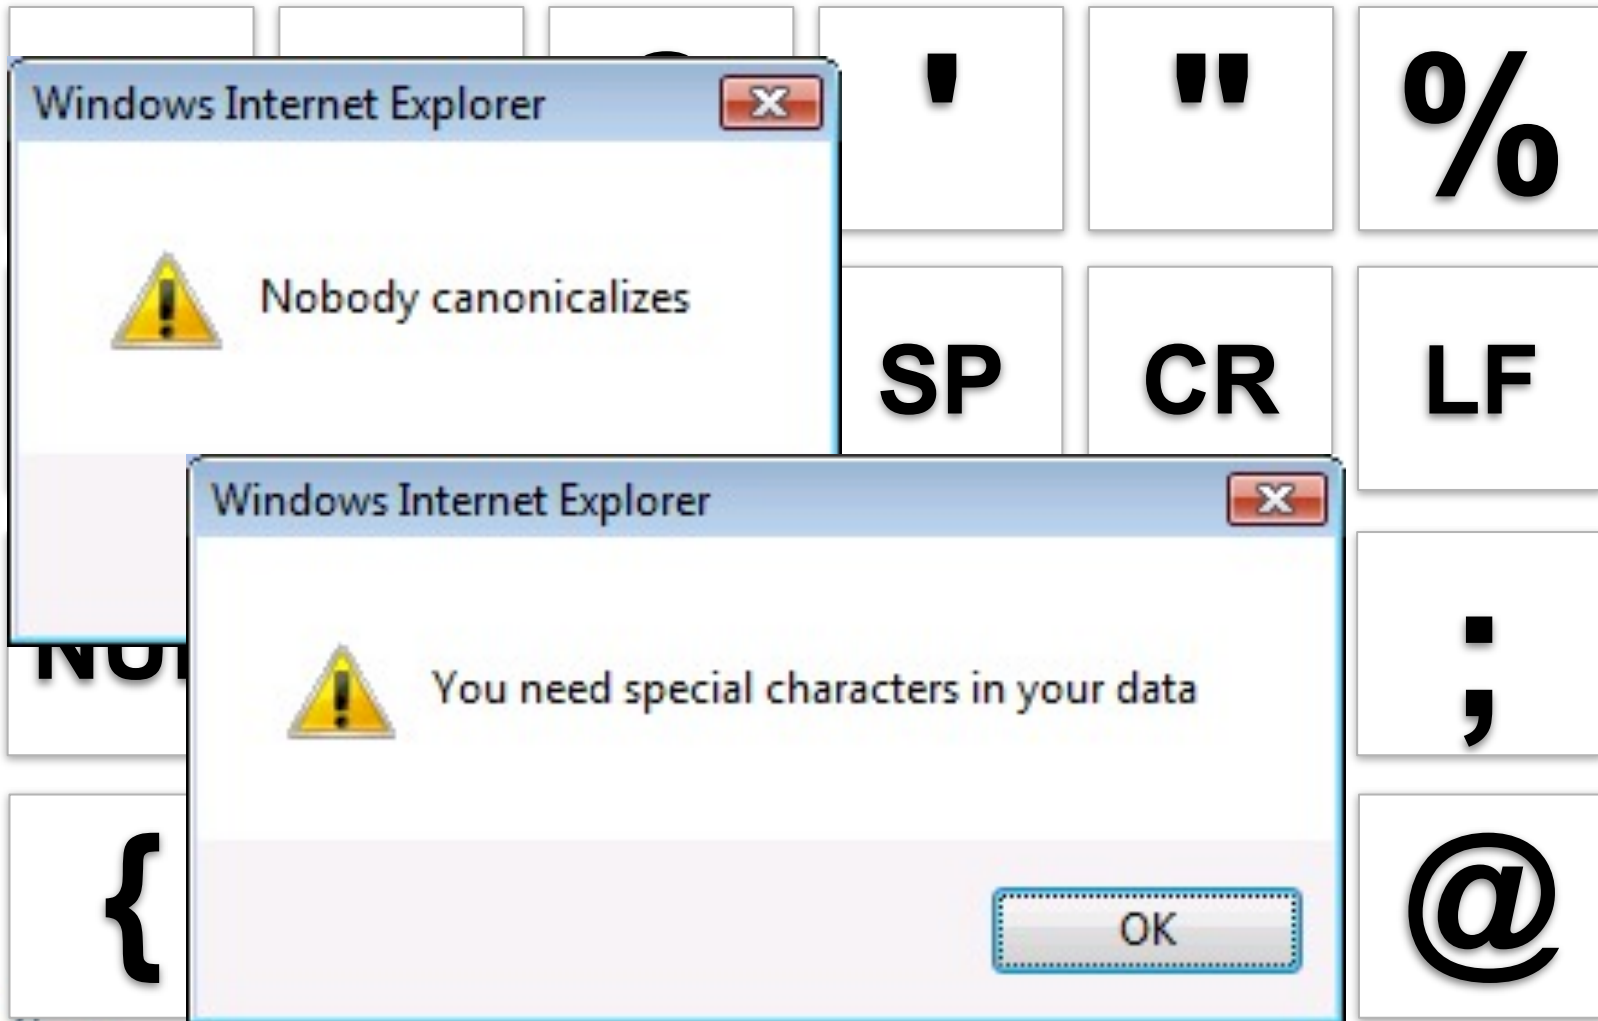 ' " %
Windows Internet Explorer
Nobody canonicalizes
SP CR LF
Windows Internet Explorer
You need special characters in your data
;
{ @
OK